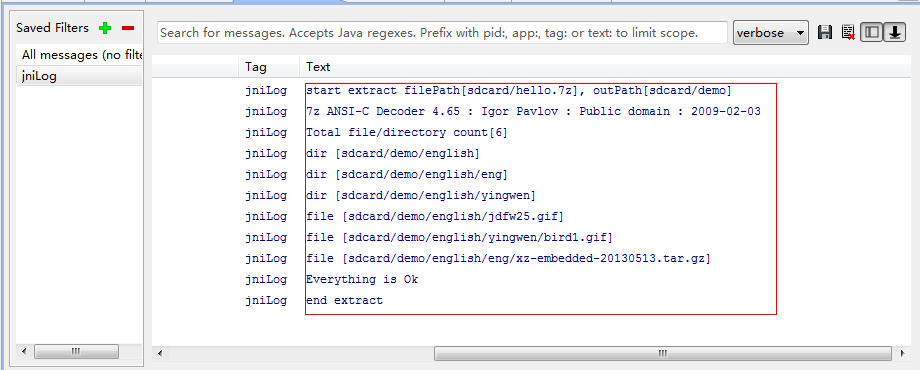 Saved Filters
All messages (no filte
jniLog
Search for messages. Accepts Java regexes. Prefix with pid:, app:, tag: or text: to limit scope.
verbose
Tag Text
jniLog start extract filePath[sdcard/hello.7z], outPath[sdcard/demo]
jniLog 7z ANSI-C Decoder 4.65 : Igor Pavlov : Public domain : 2009-02-03
jniLog Total file/directory count[6]
jniLog dir [sdcard/demo/english]
jniLog dir [sdcard/demo/english/eng]
jniLog dir [sdcard/demo/english/yingwen]
jniLog file [sdcard/demo/english/jdfw25.gif]
jniLog file [sdcard/demo/english/yingwen/bird1.gif]
jniLog file [sdcard/demo/english/eng/xz-embedded-20130513.tar.gz]
jniLog Everything is Ok
jniLog end extract